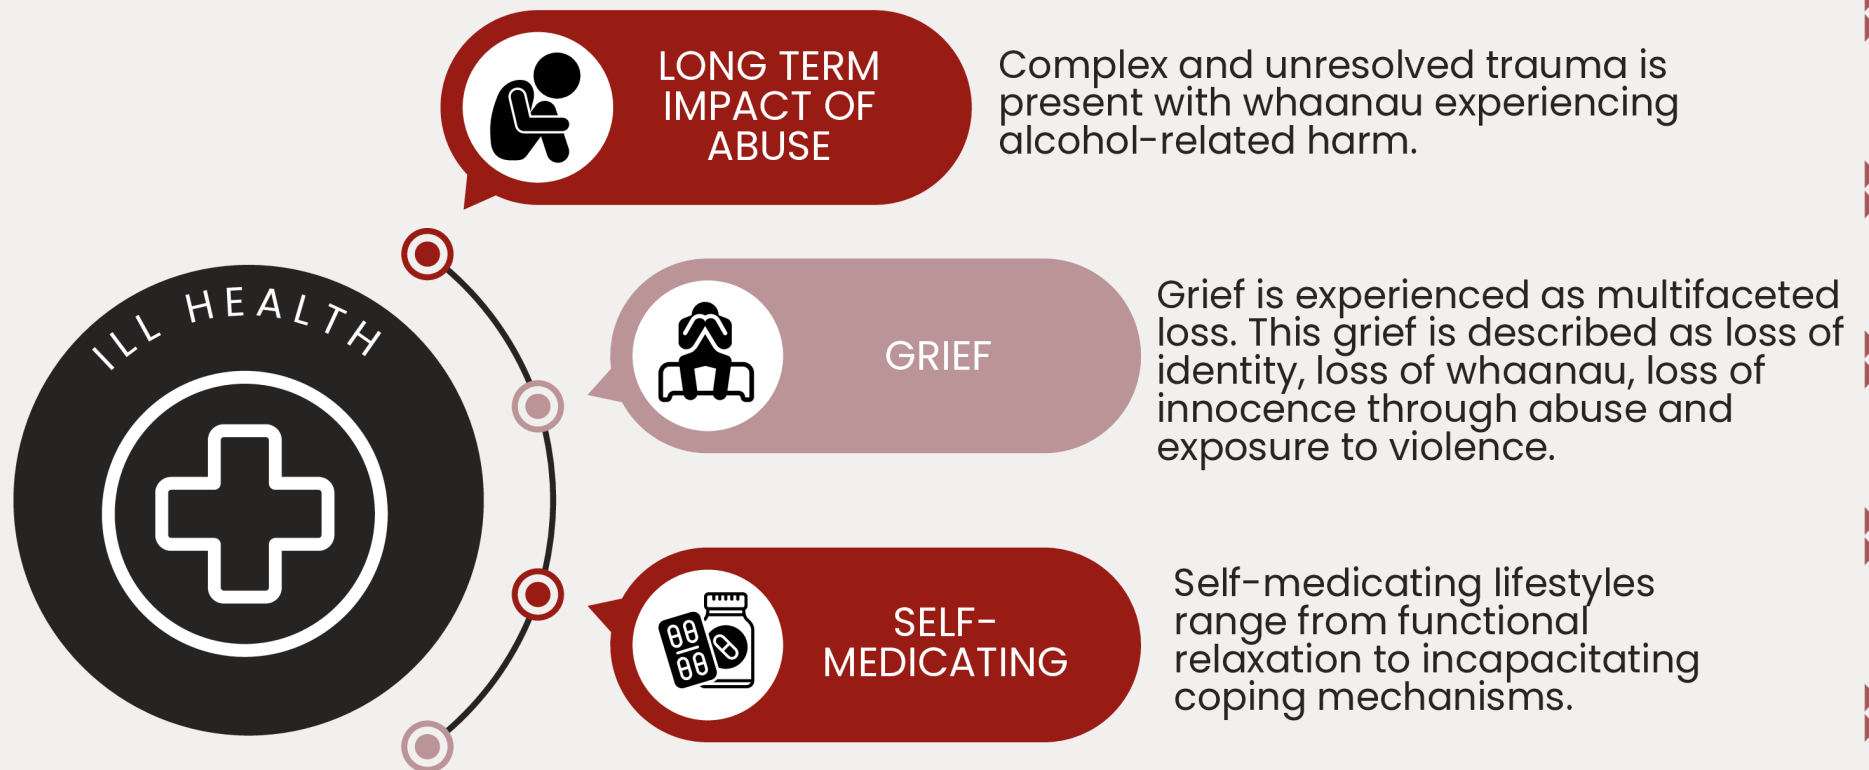 ILL HEALTH
LONG TERM
IMPACT OF
ABUSE
Complex and unresolved trauma is
present with whaanau experiencing
alcohol-related harm.
GRIEF
Grief is experienced as multifaceted
loss. This grief is described as loss of
identity, loss of whaanau, loss of
innocence through abuse and
exposure to violence.
SELF-
MEDICATING
Self-medicating lifestyles
range from functional
relaxation to incapacitating
coping mechanisms.